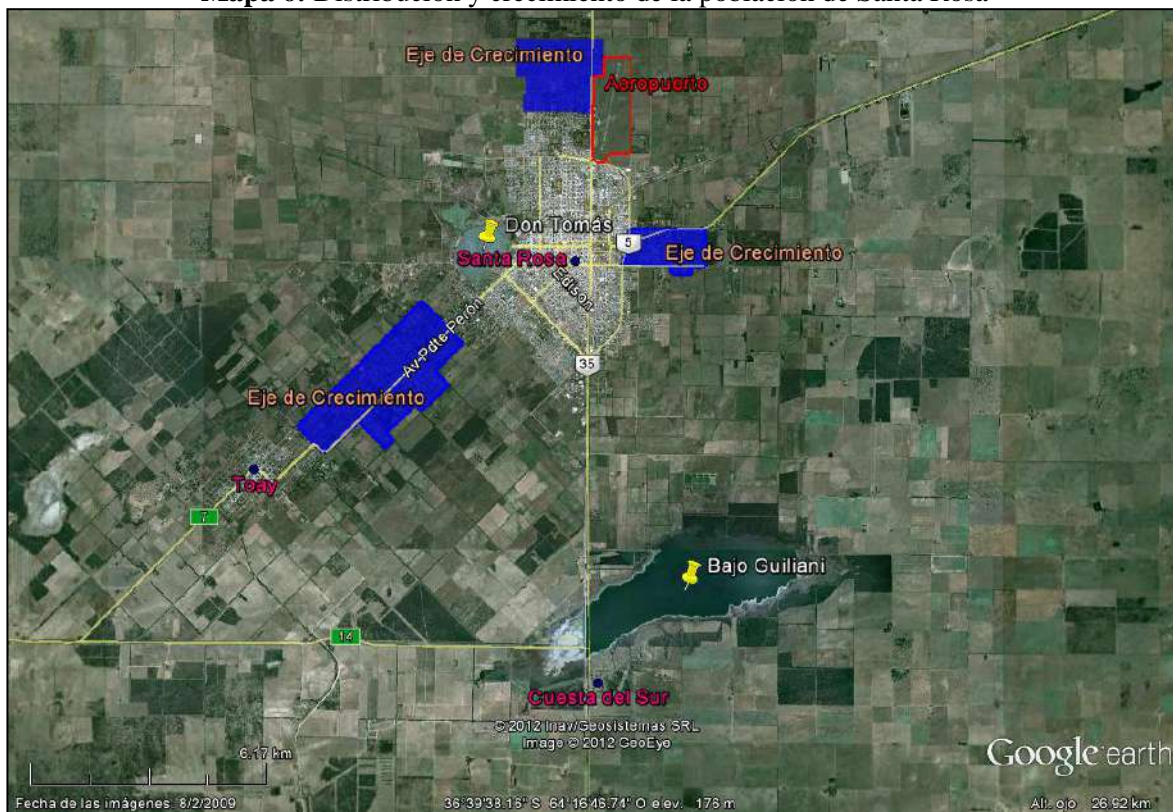 Mapa 6: Distribución y crecimiento de la población de Santa Rosa
Eje de Crecimiento
Aeropuerto
Don Tomás
5
Santa Rosa
Eje de Crecimiento
Edison
Av Pdte Perón
35
Eje de Crecimiento
Toay
7
Bajo Guiliani
14
Cuesta del Sur
© 2012 Inav/Geosistemas SRL
Image © 2012 GeoEye
6.17 km
Google earth
Fecha de las imágenes: 8/2/2009
36°39'38.16" S 64°16'46.74" O elev. 176 m
Alt. ojo 26.92 km